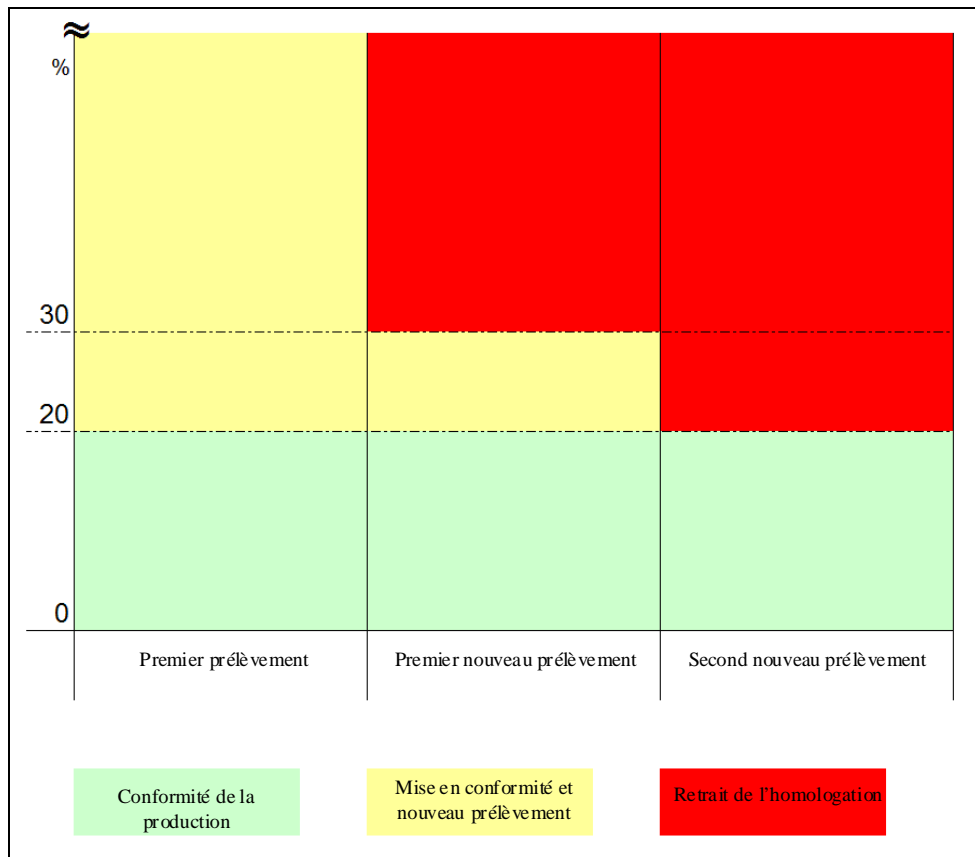 %
30
20
0
Premier prélèvement
Premier nouveau prélèvement
Second nouveau prélèvement
Conformité de la
production
Mise en conformité et
nouveau prélèvement
Retrait de l'homologation